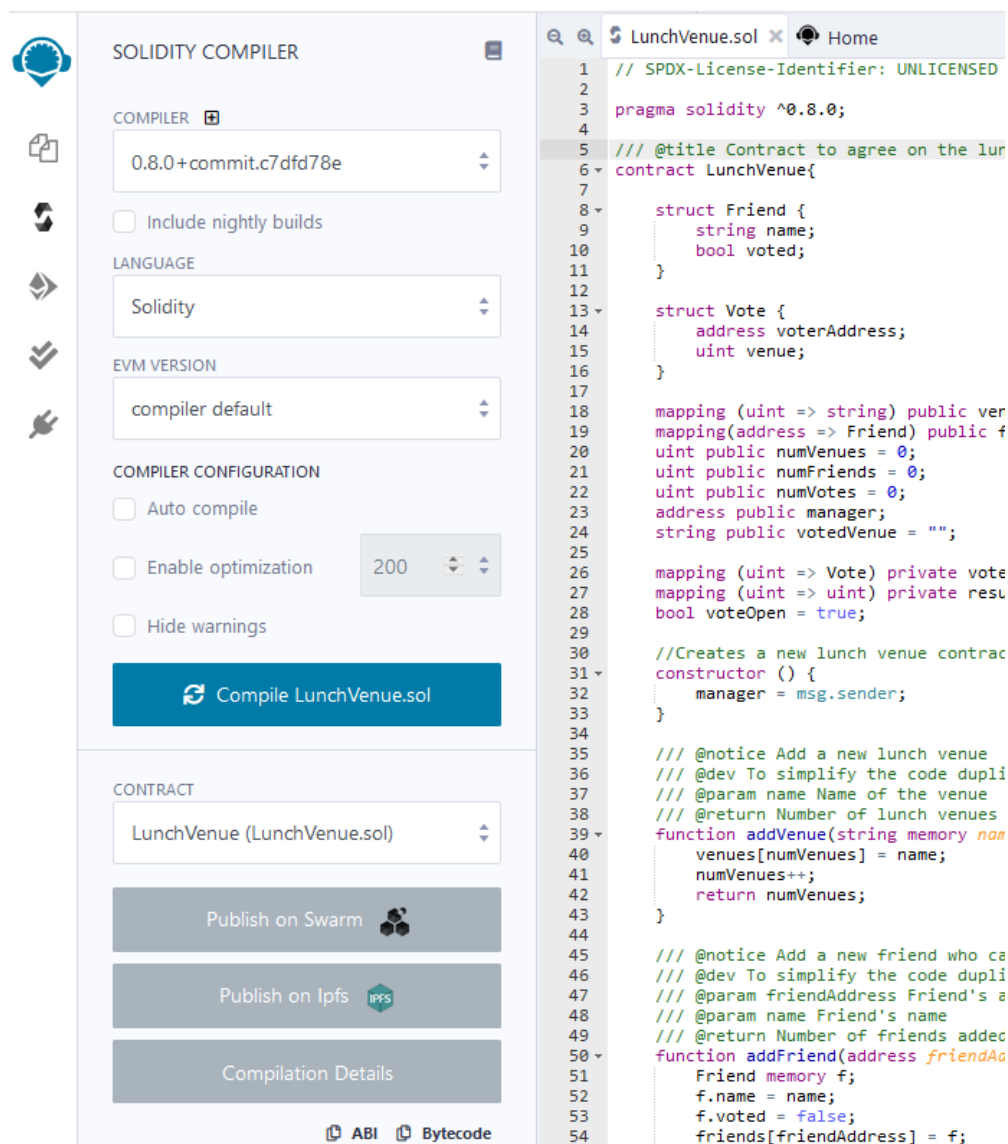 SOLIDITY COMPILER
COMPILER
0.8.0+commit.c7dfd78e
Include nightly builds
LANGUAGE
Solidity
EVM VERSION
compiler default
COMPILER CONFIGURATION
Auto compile
Enable optimization 200
Hide warnings
Compile LunchVenue.sol
CONTRACT
LunchVenue (LunchVenue.sol)
Publish on Swarm
Publish on Ipfs IPFS
Compilation Details
ABI Bytecode
LunchVenue.sol Home
1 // SPDX-License-Identifier: UNLICENSED
2
3 pragma solidity ^0.8.0;
4
5 /// @title Contract to agree on the lun
6 contract LunchVenue{
7
8 struct Friend {
9 string name;
10 bool voted;
11 }
12
13 struct Vote {
14 address voterAddress;
15 uint venue;
16 }
17
18 mapping (uint => string) public ven
19 mapping(address => Friend) public f
20 uint public numVenues = 0;
21 uint public numFriends = 0;
22 uint public numVotes = 0;
23 address public manager;
24 string public votedVenue = "";
25
26 mapping (uint => Vote) private vote
27 mapping (uint => uint) private resu
28 bool voteOpen = true;
29
30 //Creates a new lunch venue contrac
31 constructor () {
32 manager = msg.sender;
33 }
34
35 /// @notice Add a new lunch venue
36 /// @dev To simplify the code dupli
37 /// @param name Name of the venue
38 /// @return Number of lunch venues
39 function addVenue(string memory nam
40 venues[numVenues] = name;
41 numVenues++;
42 return numVenues;
43 }
44
45 /// @notice Add a new friend who ca
46 /// @dev To simplify the code dupli
47 /// @param friendAddress Friend's a
48 /// @param name Friend's name
49 /// @return Number of friends added
50 function addFriend(address friendAd
51 Friend memory f;
52 f.name = name;
53 f.voted = false;
54 friends[friendAddress] = f;